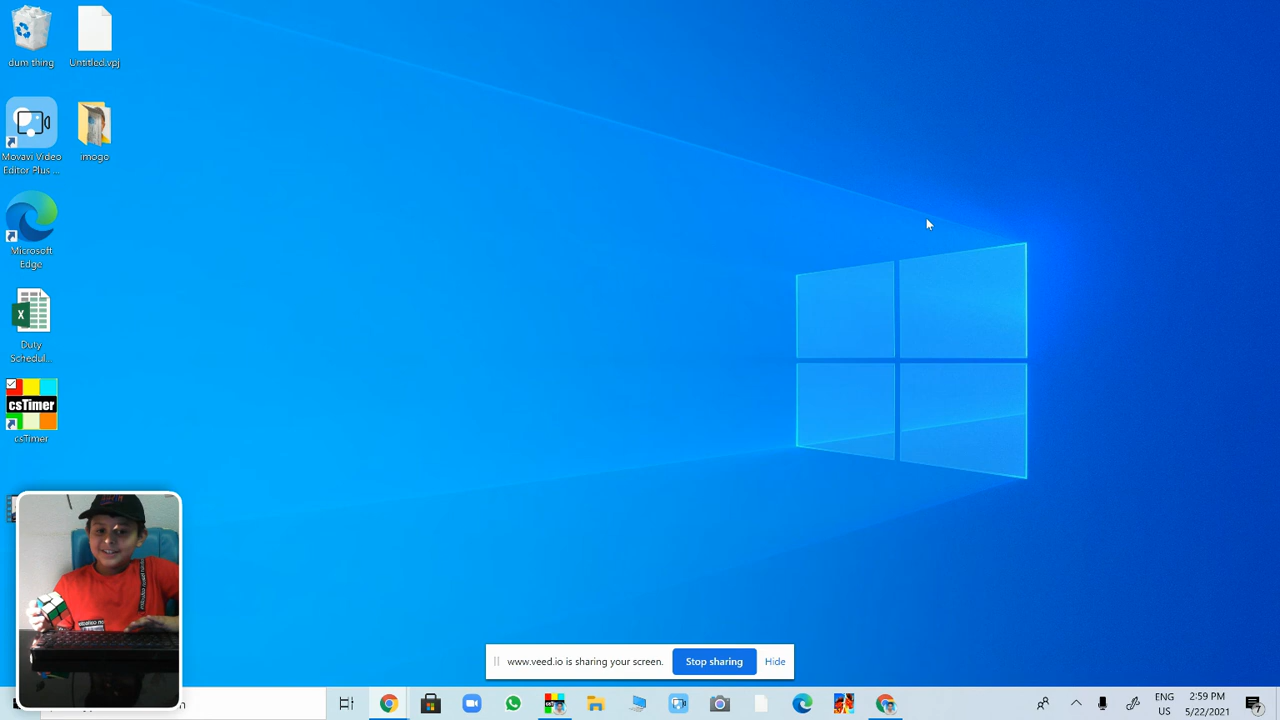 dum thing
Untitled.vpj
Movavi Video
Editor Plus ...
imogo
Microsoft
Edge
Duty
Schedul...
csTimer
csTimer
www.veed.io is sharing your screen.
Stop sharing
Hide
ENG
US
2:59 PM
5/22/2021
7